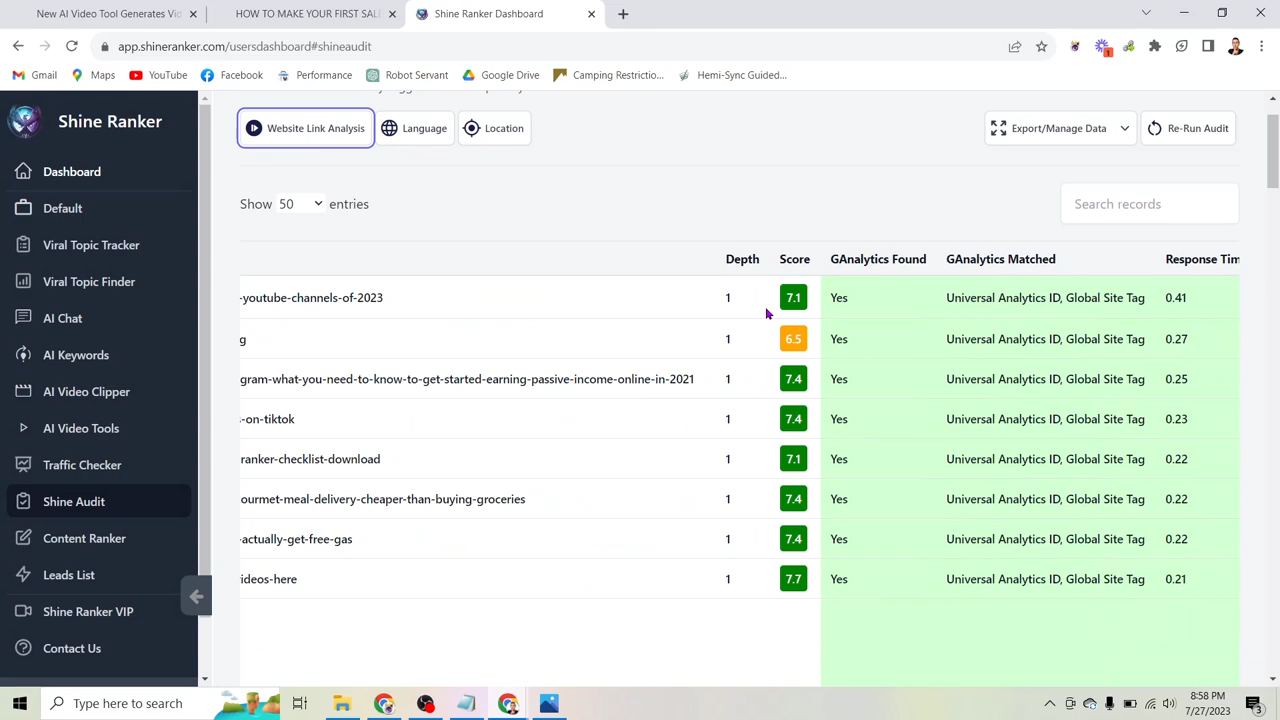 New AI Video Tool Generates Vi
HOW TO MAKE YOUR FIRST SAL
Shine Ranker Dashboard
app.shineranker.com/usersdashboard#shineaudit
Gmail
Maps
YouTube
Facebook
Performance
Robot Servant
Google Drive
Camping Restrictio...
Hemi-Sync Guided...
Shine Ranker
Dashboard
Default
Viral Topic Tracker
Viral Topic Finder
AI Chat
AI Keywords
AI Video Clipper
AI Video Tools
Traffic Checker
Shine Audit
Content Ranker
Leads List
Shine Ranker VIP
Contact Us
Website Link Analysis
Language
Location
Export/Manage Data
Re-Run Audit
Show 50 entries
Search records
Depth Score GAnalytics Found GAnalytics Matched Response Tim
-youtube-channels-of-2023 1 7.1 Yes Universal Analytics ID, Global Site Tag 0.41
g 1 6.5 Yes Universal Analytics ID, Global Site Tag 0.27
gram-what-you-need-to-know-to-get-started-earning-passive-income-online-in-2021 1 7.4 Yes Universal Analytics ID, Global Site Tag 0.25
s-on-tiktok 1 7.4 Yes Universal Analytics ID, Global Site Tag 0.23
ranker-checklist-download 1 7.1 Yes Universal Analytics ID, Global Site Tag 0.22
ourmet-meal-delivery-cheaper-than-buying-groceries 1 7.4 Yes Universal Analytics ID, Global Site Tag 0.22
-actually-get-free-gas 1 7.4 Yes Universal Analytics ID, Global Site Tag 0.22
ideos-here 1 7.7 Yes Universal Analytics ID, Global Site Tag 0.21
Type here to search
8:58 PM
7/27/2023
3